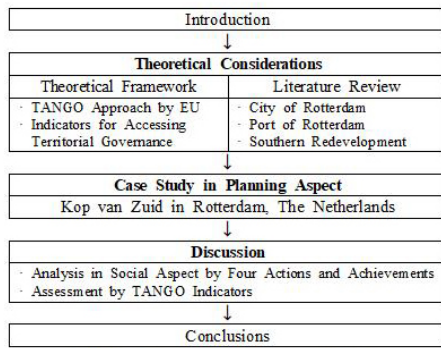 Introduction
↓
Theoretical Considerations
Theoretical Framework
· TANGO Approach by EU
· Indicators for Accessing
Territorial Governance
Literature Review
· City of Rotterdam
· Port of Rotterdam
· Southern Redevelopment
↓
Case Study in Planning Aspect
Kop van Zuid in Rotterdam, The Netherlands
↓
Discussion
· Analysis in Social Aspect by Four Actions and Achievements
· Assessment by TANGO Indicators
↓
Conclusions